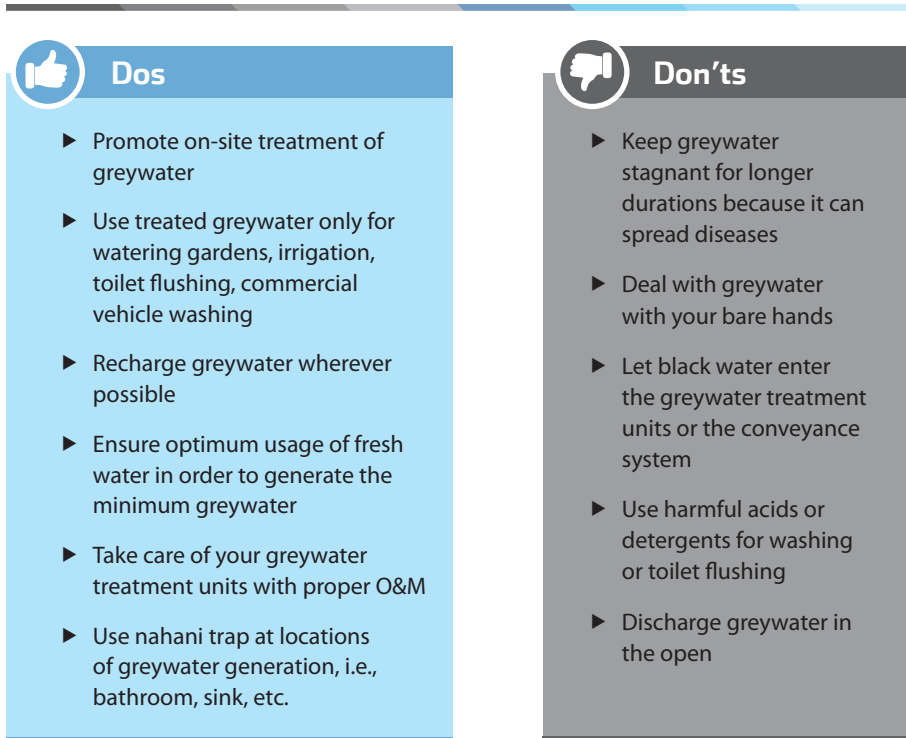 Dos
▶ Promote on-site treatment of
greywater
▶ Use treated greywater only for
watering gardens, irrigation,
toilet flushing, commercial
vehicle washing
▶ Recharge greywater wherever
possible
▶ Ensure optimum usage of fresh
water in order to generate the
minimum greywater
▶ Take care of your greywater
treatment units with proper O&M
▶ Use nahani trap at locations
of greywater generation, i.e.,
bathroom, sink, etc.
Don’ts
▶ Keep greywater
stagnant for longer
durations because it can
spread diseases
▶ Deal with greywater
with your bare hands
▶ Let black water enter
the greywater treatment
units or the conveyance
system
▶ Use harmful acids or
detergents for washing
or toilet flushing
▶ Discharge greywater in
the open